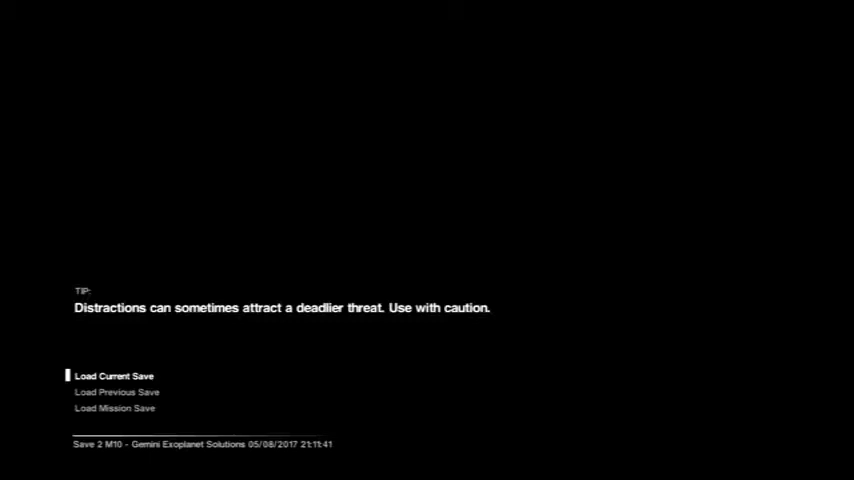 TIP:
Distractions can sometimes attract a deadlier threat. Use with caution.
Load Current Save
Load Previous Save
Load Mission Save
Save 2 M10 - Gemini Exoplanet Solutions 05/08/2017 21:11:41